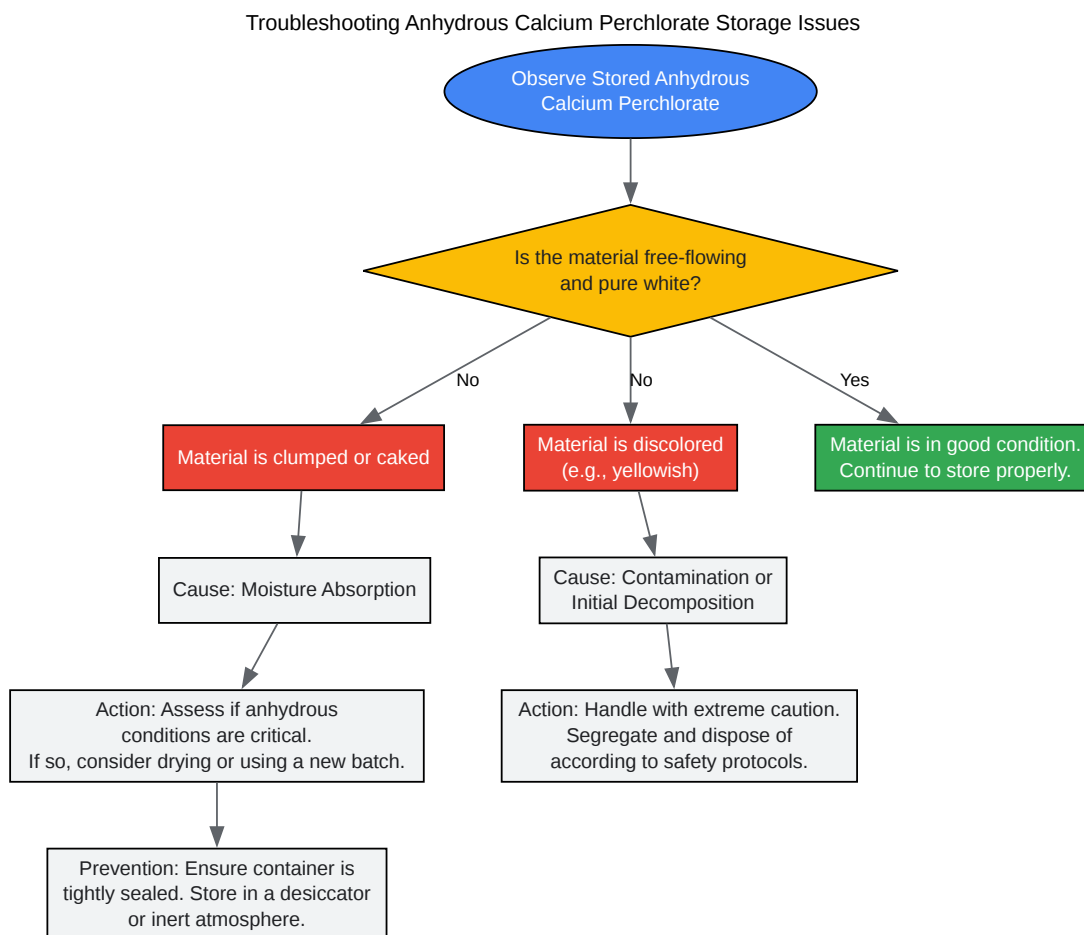 Troubleshooting Anhydrous Calcium Perchlorate Storage Issues
Observe Stored Anhydrous
Calcium Perchlorate
Is the material free-flowing
and pure white?
No
No
Yes
Material is clumped or caked
Material is discolored
(e.g., yellowish)
Material is in good condition.
Continue to store properly.
Cause: Moisture Absorption
Cause: Contamination or
Initial Decomposition
Action: Assess if anhydrous
conditions are critical.
If so, consider drying or using a new batch.
Action: Handle with extreme caution.
Segregate and dispose of
according to safety protocols.
Prevention: Ensure container is
tightly sealed. Store in a desiccator
or inert atmosphere.